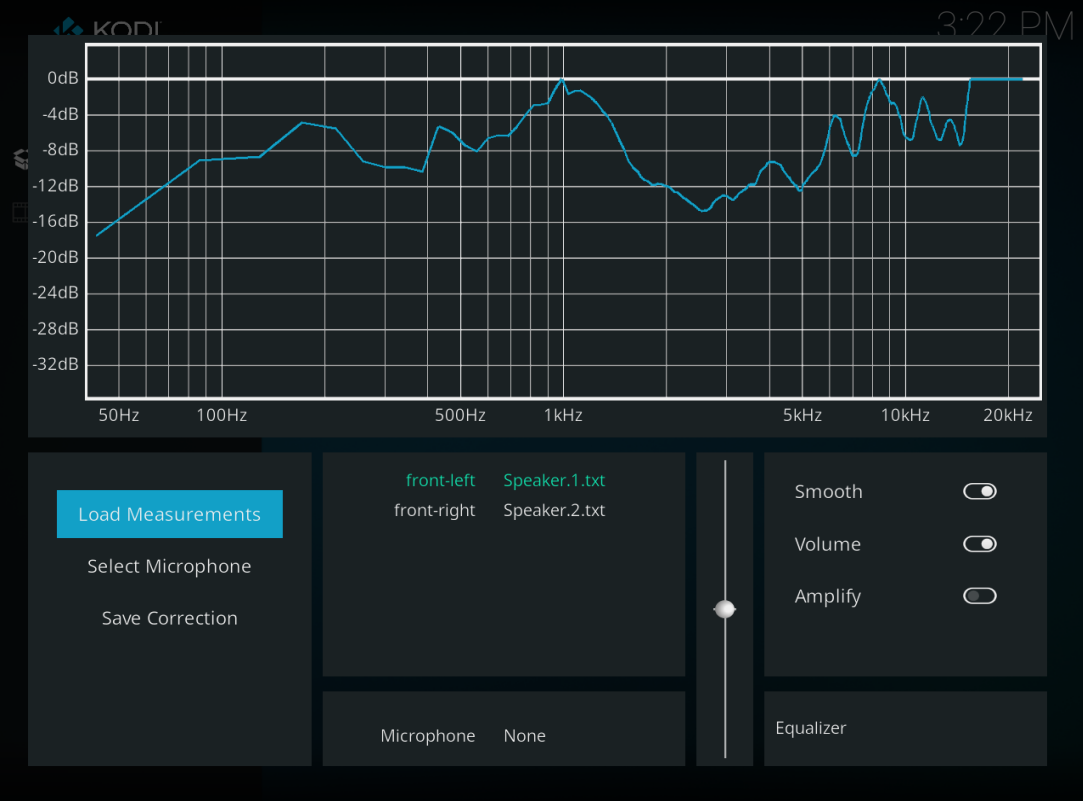 KODI
3:22 PM
0dB
-4dB
-8dB
-12dB
-16dB
-20dB
-24dB
-28dB
-32dB
50Hz 100Hz 500Hz 1kHz 5kHz 10kHz 20kHz
Load Measurements
Select Microphone
Save Correction
front-left Speaker.1.txt
front-right Speaker.2.txt
Microphone None
Smooth
Volume
Amplify
Equalizer